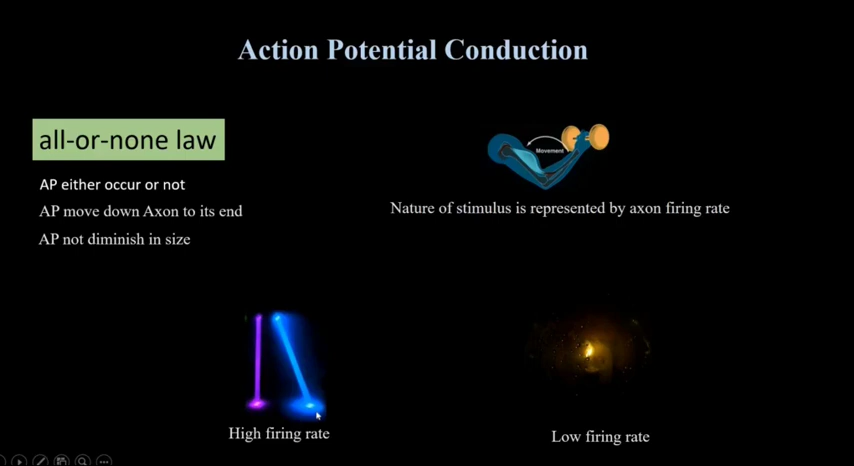 Action Potential Conduction
all-or-none law
AP either occur or not
AP move down Axon to its end
AP not diminish in size
Movement
Nature of stimulus is represented by axon firing rate
High firing rate
Low firing rate